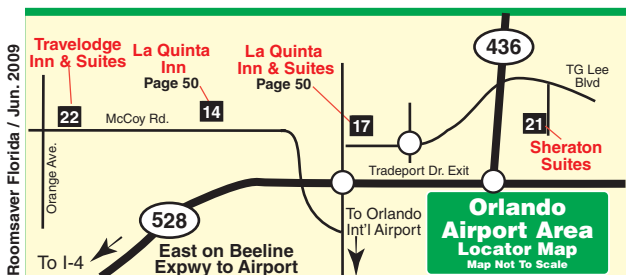 Roomsaver Florida / Jun. 2009
Travelodge
Inn & Suites
22
La Quinta
Inn
Page 50
14
La Quinta
Inn & Suites
Page 50
17
436
TG Lee
Blvd
21
Sheraton
Suites
McCoy Rd.
Orange Ave.
Tradeport Dr. Exit
528
To I-4
East on Beeline
Expwy to Airport
To Orlando
Int'l Airport
Orlando
Airport Area
Locator Map
Map Not To Scale